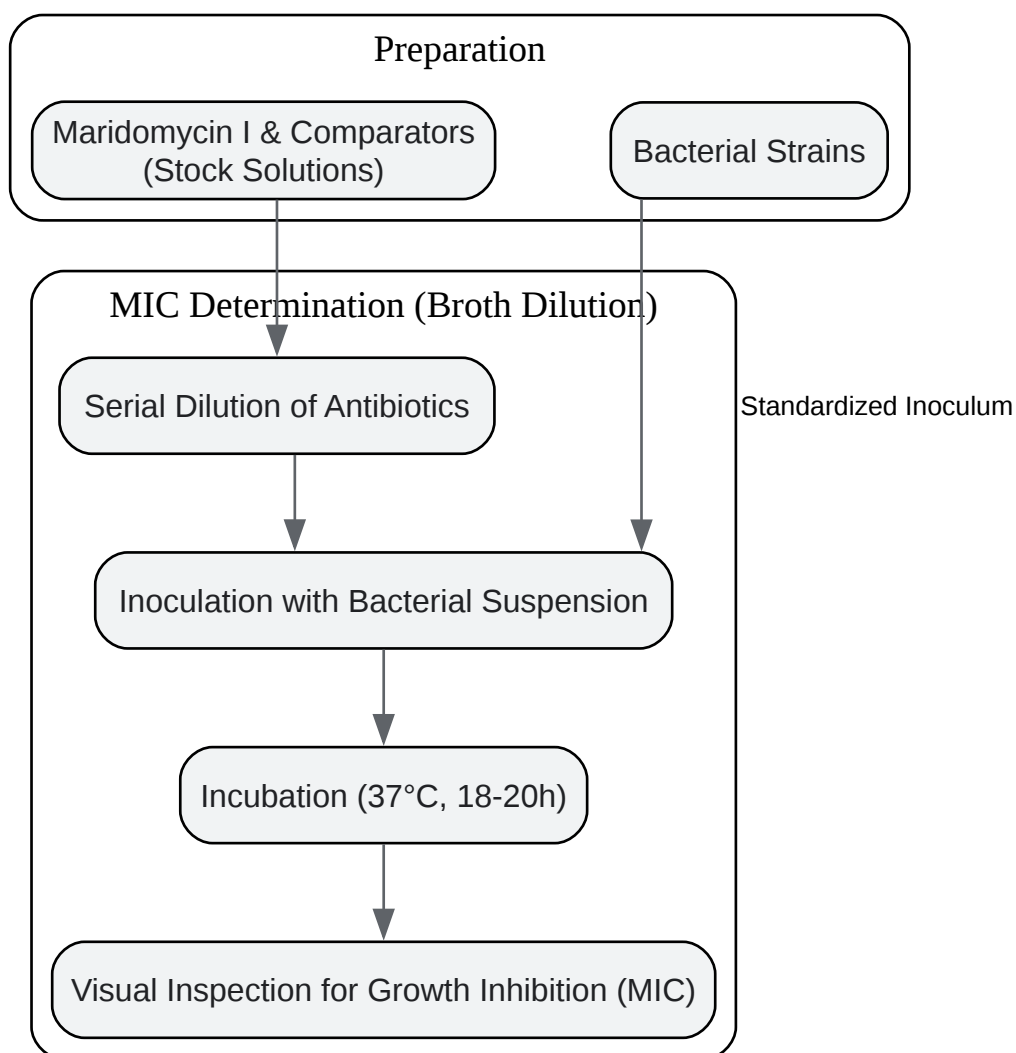 Preparation
Maridomycin I & Comparators
(Stock Solutions)
Bacterial Strains
MIC Determination (Broth Dilution)
Serial Dilution of Antibiotics
Standardized Inoculum
Inoculation with Bacterial Suspension
Incubation (37°C, 18-20h)
Visual Inspection for Growth Inhibition (MIC)